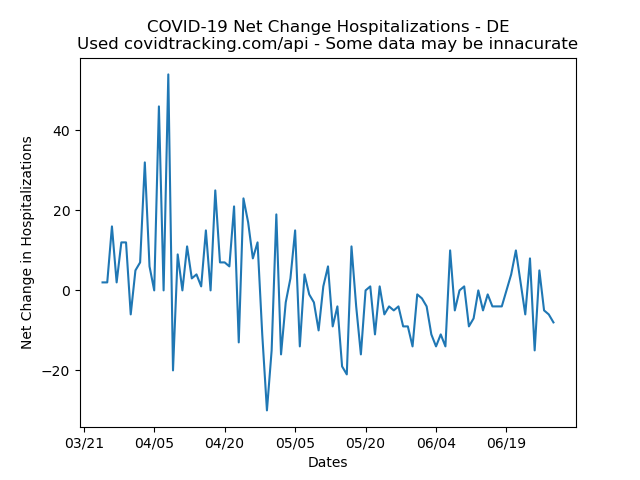 COVID-19 Net Change Hospitalizations - DE
Used covidtracking.com/api - Some data may be innacurate
Net Change in Hospitalizations
40
20
0
−20
03/21 04/05 04/20 05/05 05/20 06/04 06/19
Dates